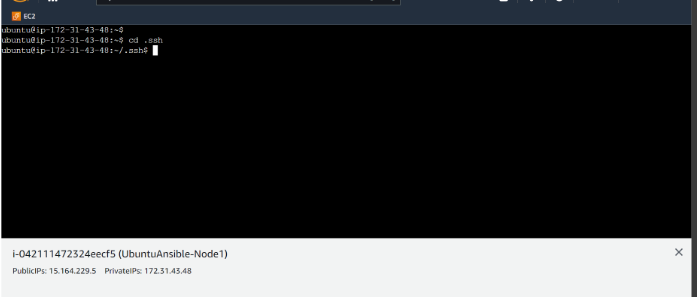 EC2
ubuntu@ip-172-31-43-48:~$
ubuntu@ip-172-31-43-48:~$ cd .ssh
ubuntu@ip-172-31-43-48:~/.ssh$
i-042111472324eecf5 (UbuntuAnsible-Node1)
PublicIPs: 15.164.229.5 PrivateIPs: 172.31.43.48